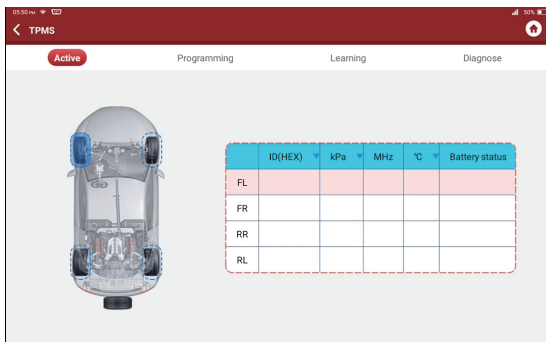 05:50 PM 50%
TPMS
Active Programming Learning Diagnose
ID(HEX) kPa MHz °C Battery status
FL
FR
RR
RL